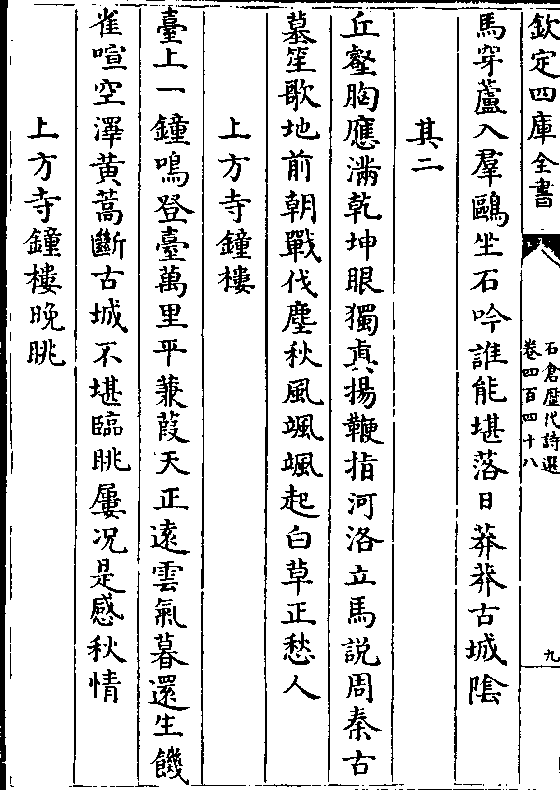 欽定四庫全書
石倉歷代詩選
卷四百四十八
九
馬穿蘆入羣鷗坐石吟誰能堪落日莽莽古城陰
其二
丘壑胸應滿乾坤眼獨真揚鞭指河洛立馬說周秦古
墓笙歌地前朝戰伐塵秋風颯颯起白草正愁人
上方寺鐘樓
臺上一鐘鳴登臺萬里平蒹葭天正遠雲氣暮還生饑
雀喧空澤黄蒿斷古城不堪臨眺屢况是感秋情
上方寺鐘樓晚眺